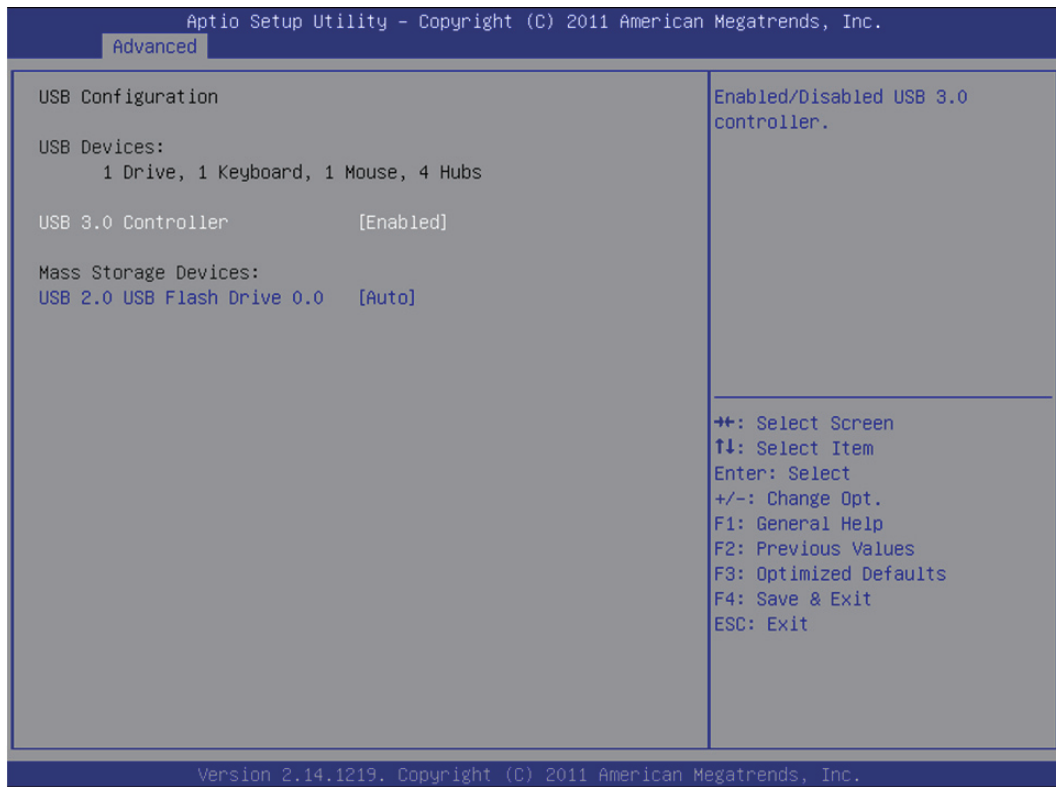 Aptio Setup Utility – Copyright (C) 2011 American Megatrends, Inc.
Advanced
USB Configuration
USB Devices:
1 Drive, 1 Keyboard, 1 Mouse, 4 Hubs
USB 3.0 Controller [Enabled]
Mass Storage Devices:
USB 2.0 USB Flash Drive 0.0 [Auto]
Enabled/Disabled USB 3.0
controller.
→←: Select Screen
↑↓: Select Item
Enter: Select
+/-: Change Opt.
F1: General Help
F2: Previous Values
F3: Optimized Defaults
F4: Save & Exit
ESC: Exit
Version 2.14.1219. Copyright (C) 2011 American Megatrends, Inc.